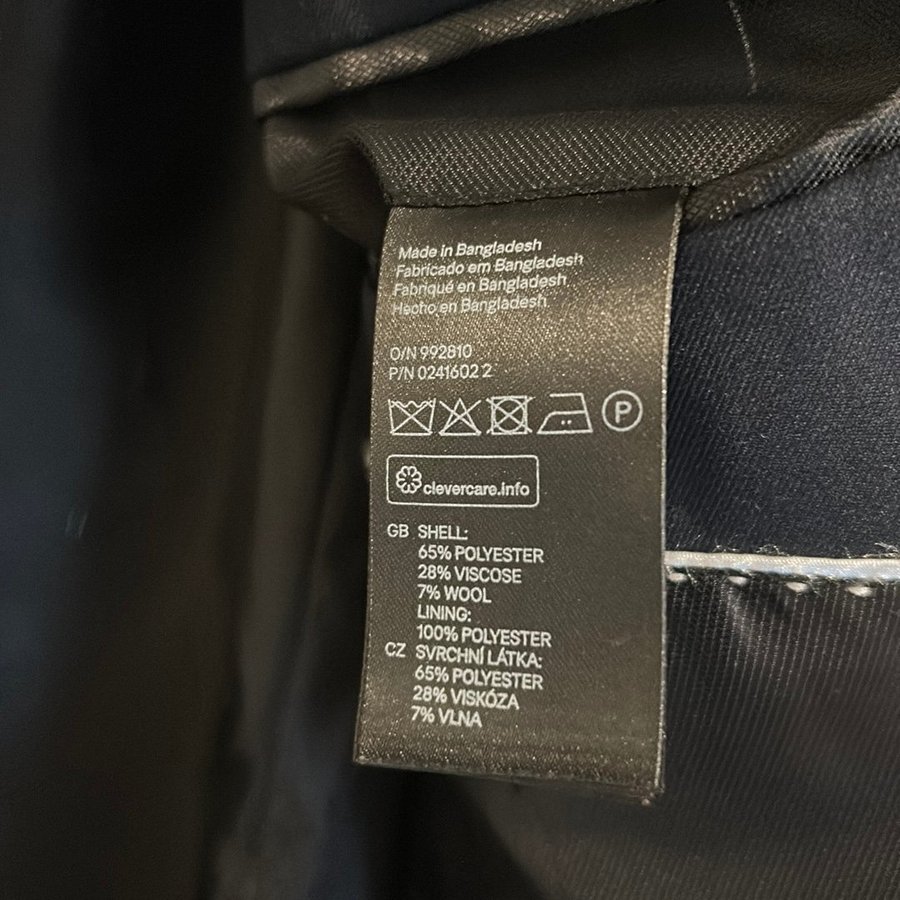 Made in Bangladesh
Fabricado em Bangladesh
Fabriqué en Bangladesh
Hecho en Bangladesh
O/N 992810
P/N 0241602 2
P
clevercare.info
GB SHELL:
65% POLYESTER
28% VISCOSE
7% WOOL
LINING:
100% POLYESTER
CZ SVRCHNÍ LÁTKA:
65% POLYESTER
28% VISKÓZA
7% VLNA